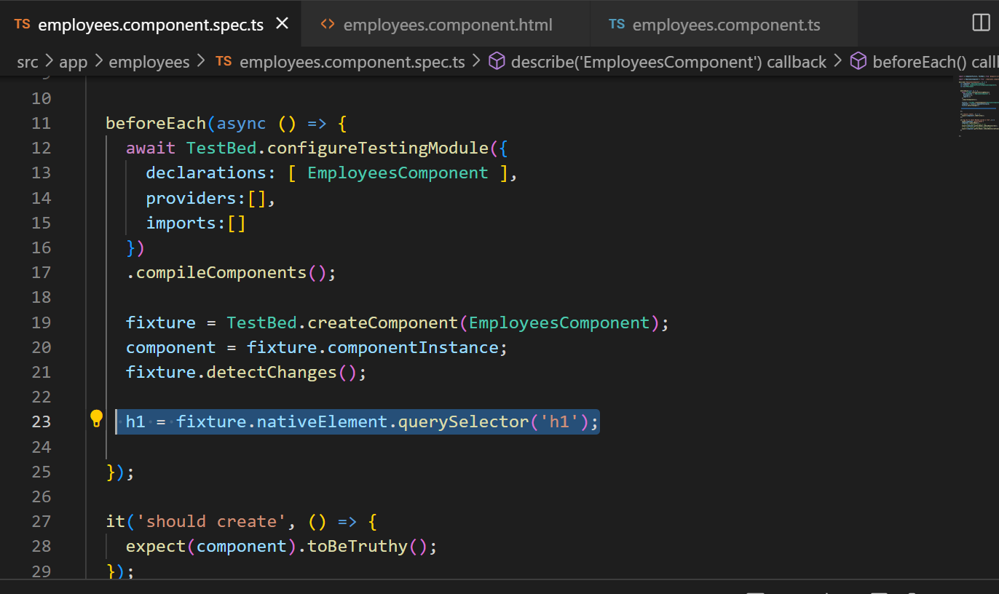 TS employees.component.spec.ts <> employees.component.html TS employees.component.ts
src > app > employees > TS employees.component.spec.ts > describe('EmployeesComponent') callback > beforeEach() call
10
11 beforeEach(async () => {
12 await TestBed.configureTestingModule({
13 declarations: [ EmployeesComponent ],
14 providers:[],
15 imports:[]
16 })
17 .compileComponents();
18
19 fixture = TestBed.createComponent(EmployeesComponent);
20 component = fixture.componentInstance;
21 fixture.detectChanges();
22
23 h1 = fixture.nativeElement.querySelector('h1');
24
25 });
26
27 it('should create', () => {
28 expect(component).toBeTruthy();
29 });